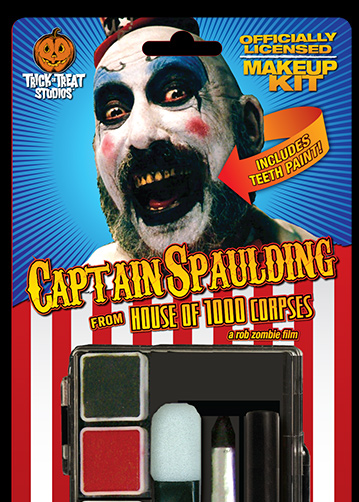 TRICK OR TREAT
STUDIOS
OFFICIALLY
LICENSED
MAKEUP
KIT
INCLUDES
TEETH PAINT!
CAPTAIN SPAULDING
FROM HOUSE OF 1000 CORPSES
a rob zombie film